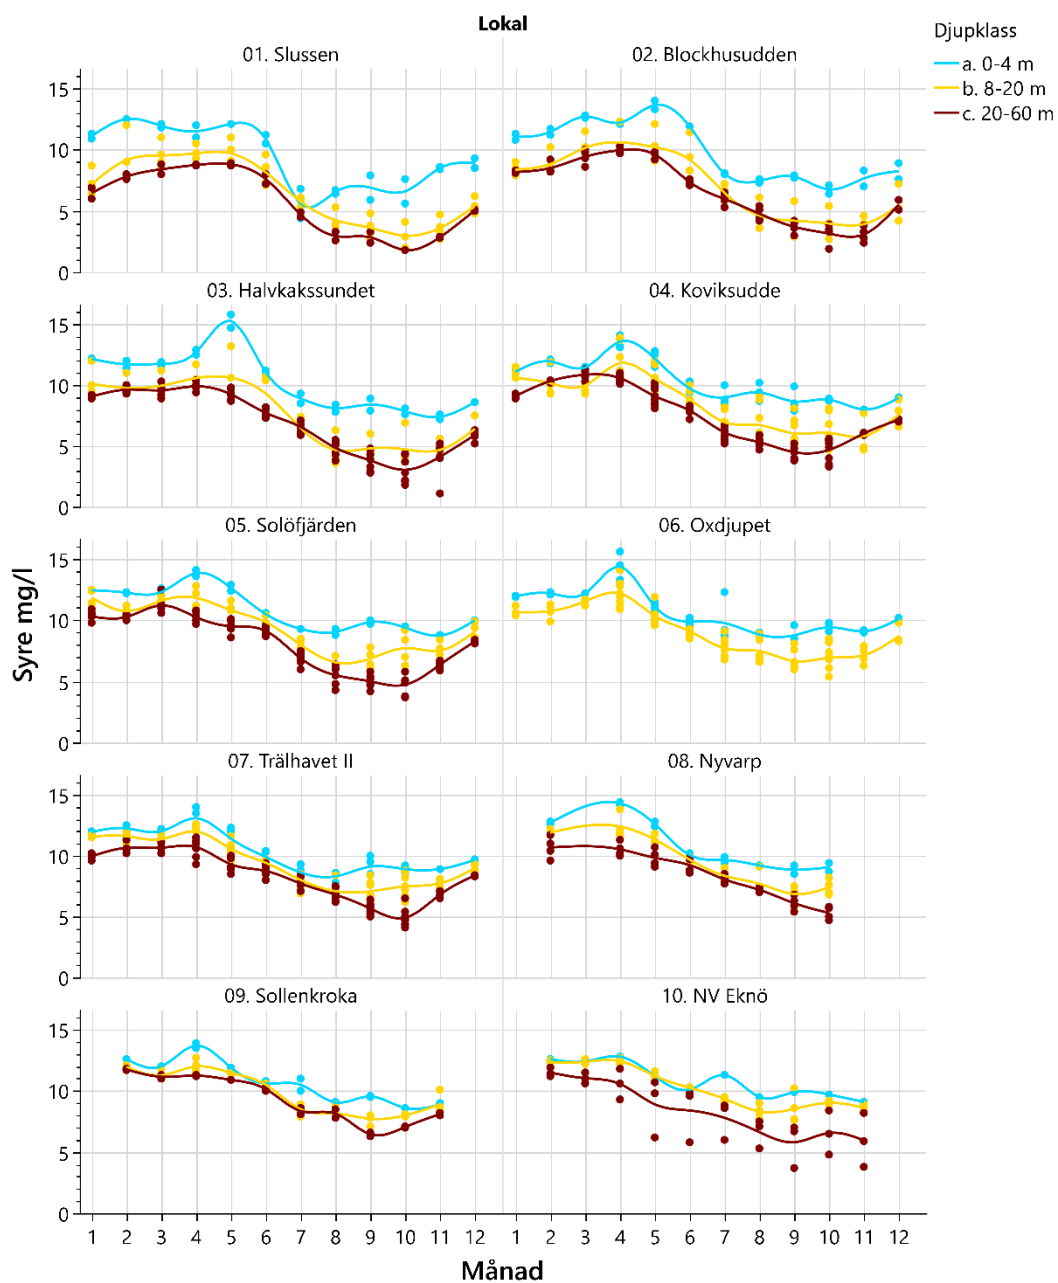 Lokal
Djupklass
a. 0-4 m
b. 8-20 m
c. 20-60 m
01. Slussen
02. Blockhusudden
15
10
5
0
03. Halvkakssundet
04. Koviksudde
15
10
5
0
05. Solöfjärden
06. Oxdjupet
15
10
5
0
Syre mg/l
07. Trälhavet II
08. Nyvarp
15
10
5
0
09. Sollenkroka
10. NV Eknö
15
10
5
0
1 2 3 4 5 6 7 8 9 10 11 12 1 2 3 4 5 6 7 8 9 10 11 12
Månad